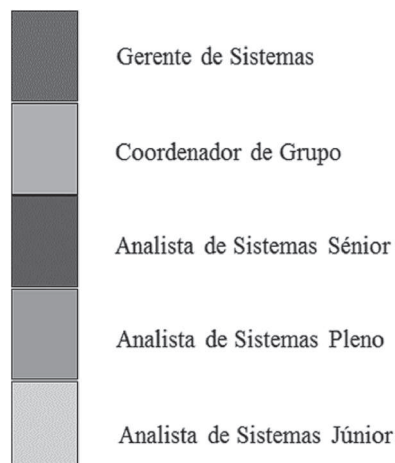 Gerente de Sistemas
Coordenador de Grupo
Analista de Sistemas Sénior
Analista de Sistemas Pleno
Analista de Sistemas Júnior